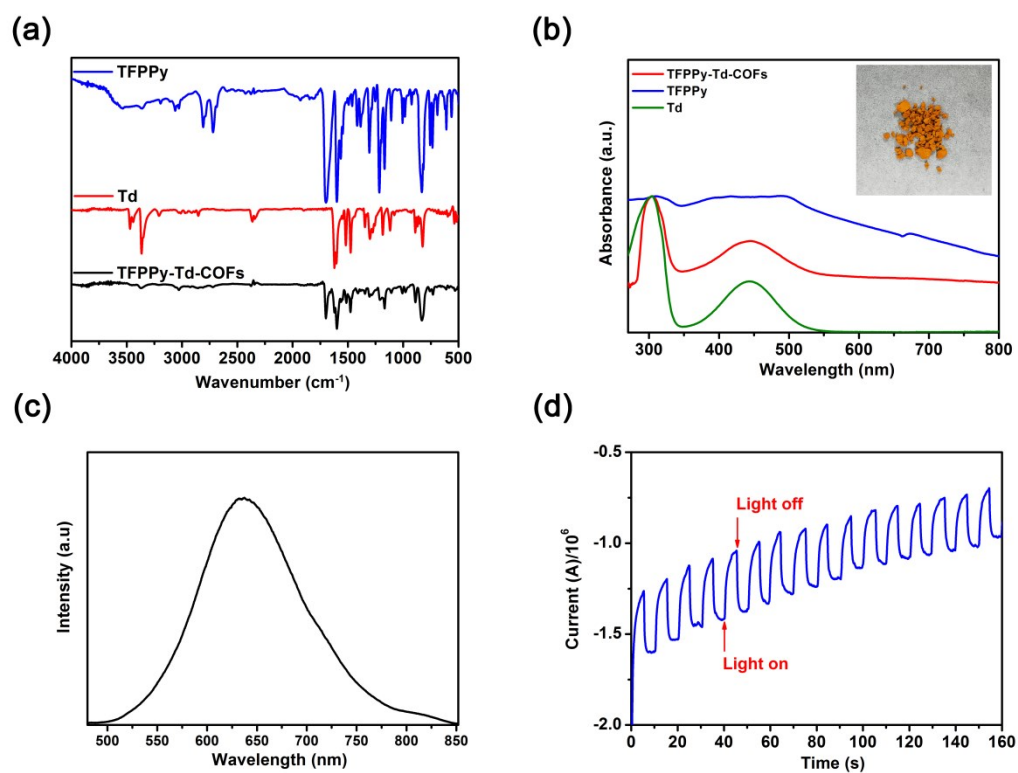 (a)
TFPPy
Td
TFPPy-Td-COFs
4000 3500 3000 2500 2000 1500 1000 500
Wavenumber (cm⁻¹)
(b)
TFPPy-Td-COFs
TFPPy
Td
Absorbance (a.u.)
300 400 500 600 700 800
Wavelength (nm)
(c)
Intensity (a.u)
500 550 600 650 700 750 800 850
Wavelength (nm)
(d)
-0.5
-1.0
-1.5
-2.0
Current (A)/10⁶
Light off
Light on
0 20 40 60 80 100 120 140 160
Time (s)